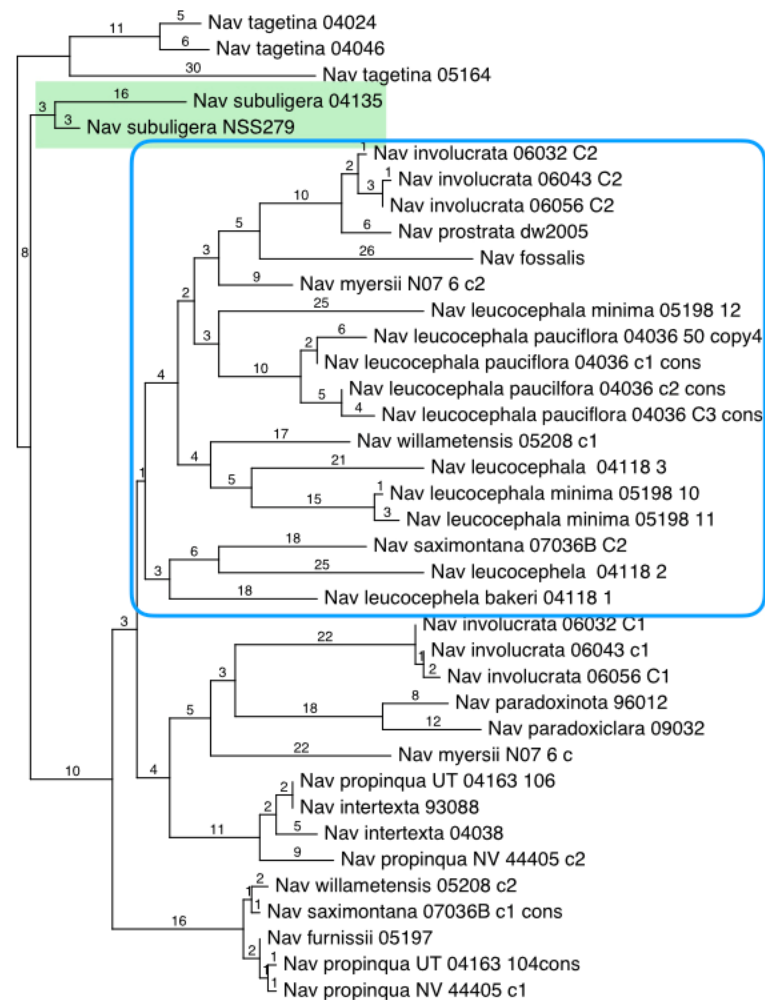 5
Nav tagetina 04024
11
6
Nav tagetina 04046
30
Nav tagetina 05164
16
Nav subuligera 04135
3
3
Nav subuligera NSS279
1
Nav involucrata 06032 C2
2
1
Nav involucrata 06043 C2
3
10
Nav involucrata 06056 C2
5
6
Nav prostrata dw2005
8
3
26
Nav fossalis
9
Nav myersii N07 6 c2
2
25
Nav leucocephala minima 05198 12
3
6
Nav leucocephala pauciflora 04036 50 copy4
2
Nav leucocephala pauciflora 04036 c1 cons
10
4
5
Nav leucocephala paucilfora 04036 c2 cons
4
Nav leucocephala pauciflora 04036 C3 cons
17
Nav willametensis 05208 c1
4
21
Nav leucocephala 04118 3
1
5
1
Nav leucocephala minima 05198 10
15
3
Nav leucocephala minima 05198 11
18
Nav saximontana 07036B C2
6
3
25
Nav leucocephela 04118 2
18
Nav leucocephela bakeri 04118 1
3
Nav involucrata 06032 C1
22
1
Nav involucrata 06043 c1
2
Nav involucrata 06056 C1
3
8
Nav paradoxinota 96012
5
18
12
Nav paradoxiclara 09032
22
Nav myersii N07 6 c
10
4
2
Nav propinqua UT 04163 106
2
Nav intertexta 93088
11
5
Nav intertexta 04038
9
Nav propinqua NV 44405 c2
2
Nav willametensis 05208 c2
1
1
Nav saximontana 07036B c1 cons
16
Nav furnissii 05197
2
1
Nav propinqua UT 04163 104cons
1
1
Nav propinqua NV 44405 c1